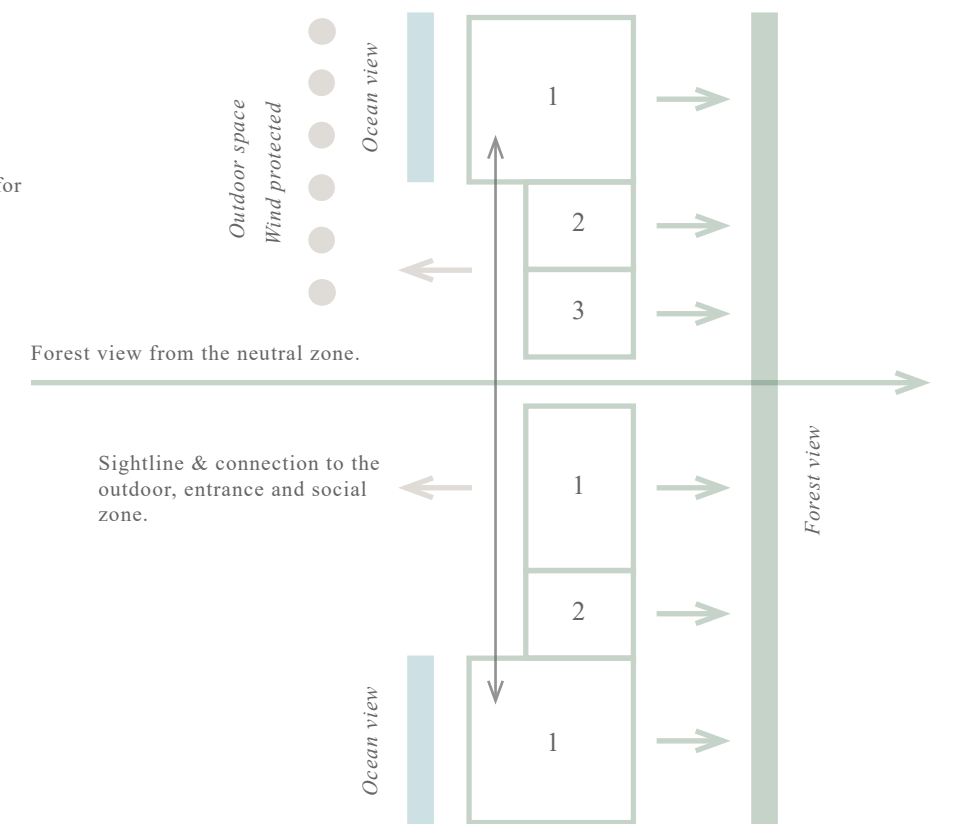 Ocean view
1
Outdoor space
Wind protected
for
2
3
Forest view from the neutral zone.
Sightline & connection to the
outdoor, entrance and social
zone.
1
Forest view
2
Ocean view
1